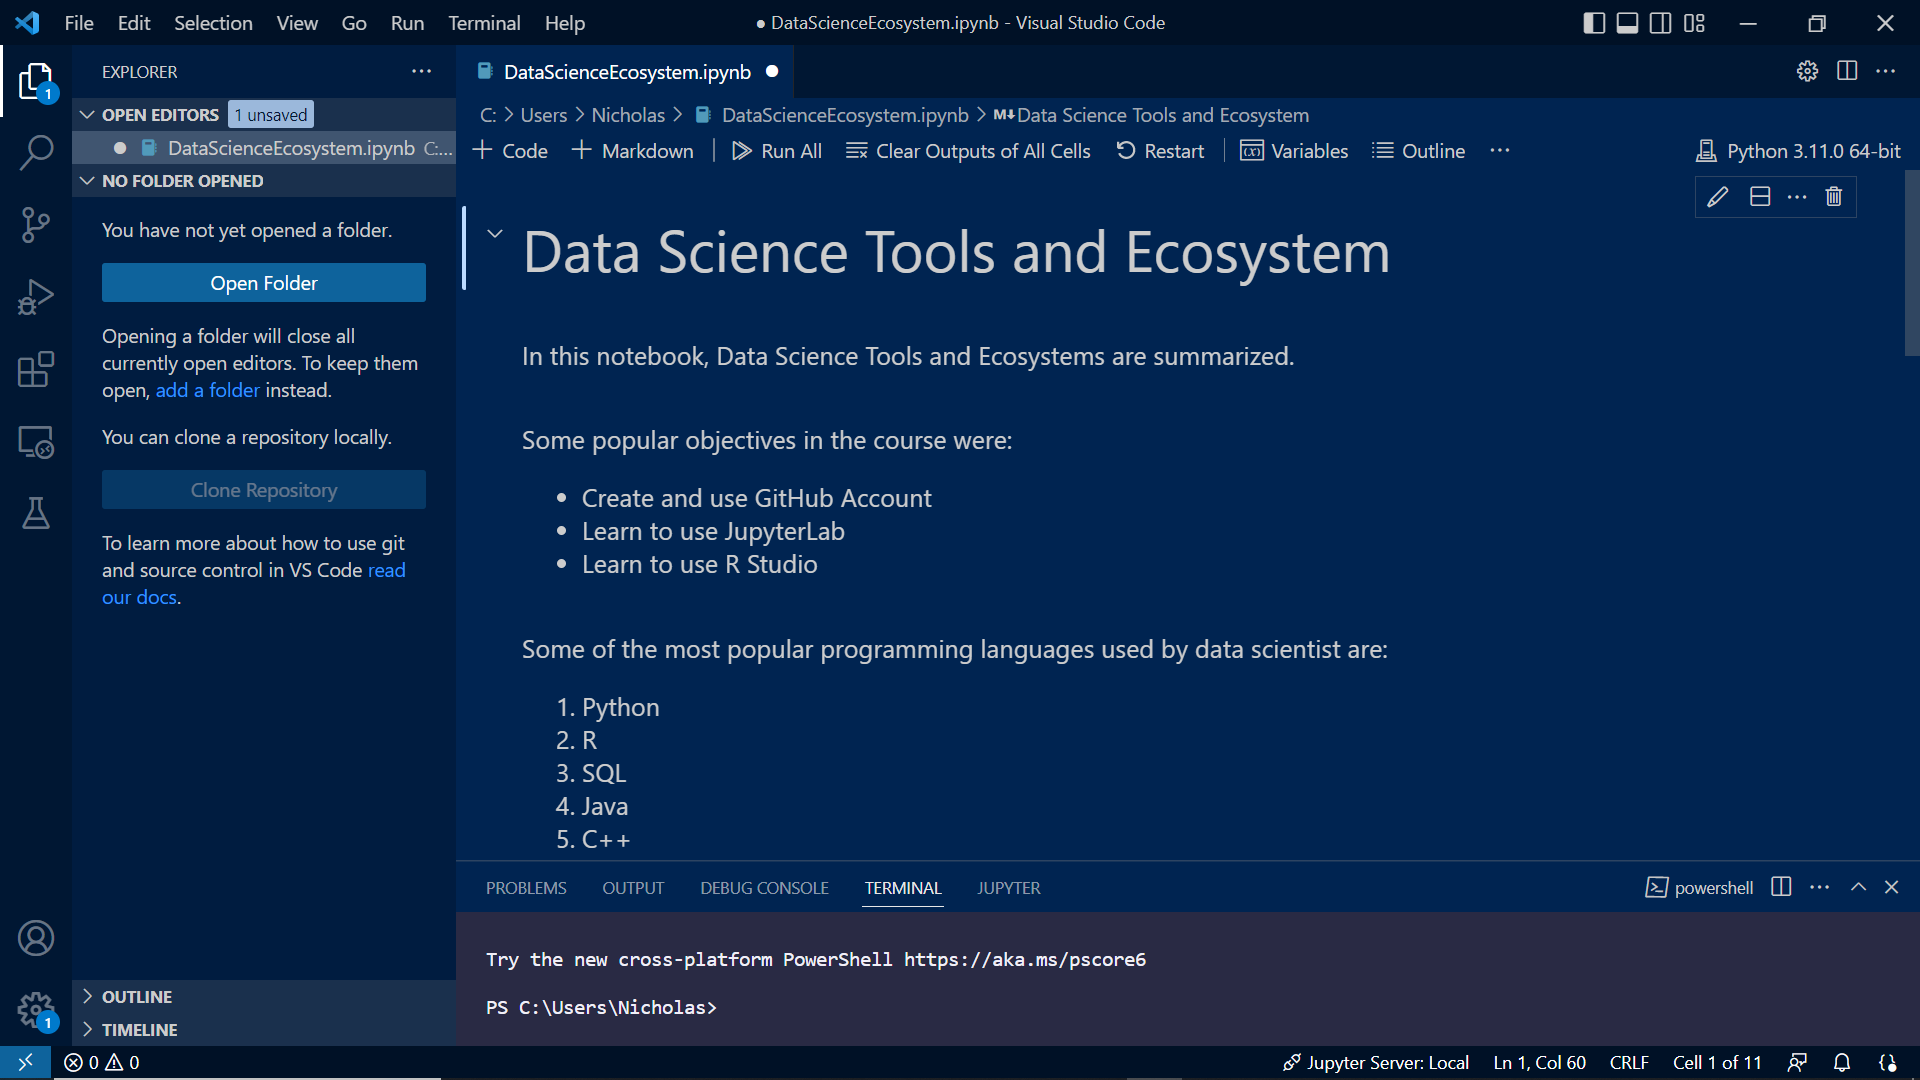 File Edit Selection View Go Run Terminal Help
● DataScienceEcosystem.ipynb - Visual Studio Code
EXPLORER
OPEN EDITORS 1 unsaved
DataScienceEcosystem.ipynb C:...
NO FOLDER OPENED
You have not yet opened a folder.
Open Folder
Opening a folder will close all
currently open editors. To keep them
open, add a folder instead.
You can clone a repository locally.
Clone Repository
To learn more about how to use git
and source control in VS Code read
our docs.
OUTLINE
TIMELINE
1
1
DataScienceEcosystem.ipynb
C: > Users > Nicholas > DataScienceEcosystem.ipynb > M↓Data Science Tools and Ecosystem
+ Code + Markdown Run All Clear Outputs of All Cells Restart Variables Outline ··· Python 3.11.0 64-bit
Data Science Tools and Ecosystem
In this notebook, Data Science Tools and Ecosystems are summarized.
Some popular objectives in the course were:
• Create and use GitHub Account
• Learn to use JupyterLab
• Learn to use R Studio
Some of the most popular programming languages used by data scientist are:
1. Python
2. R
3. SQL
4. Java
5. C++
PROBLEMS OUTPUT DEBUG CONSOLE TERMINAL JUPYTER powershell
Try the new cross-platform PowerShell https://aka.ms/pscore6
PS C:\Users\Nicholas>
0 0 Jupyter Server: Local Ln 1, Col 60 CRLF Cell 1 of 11